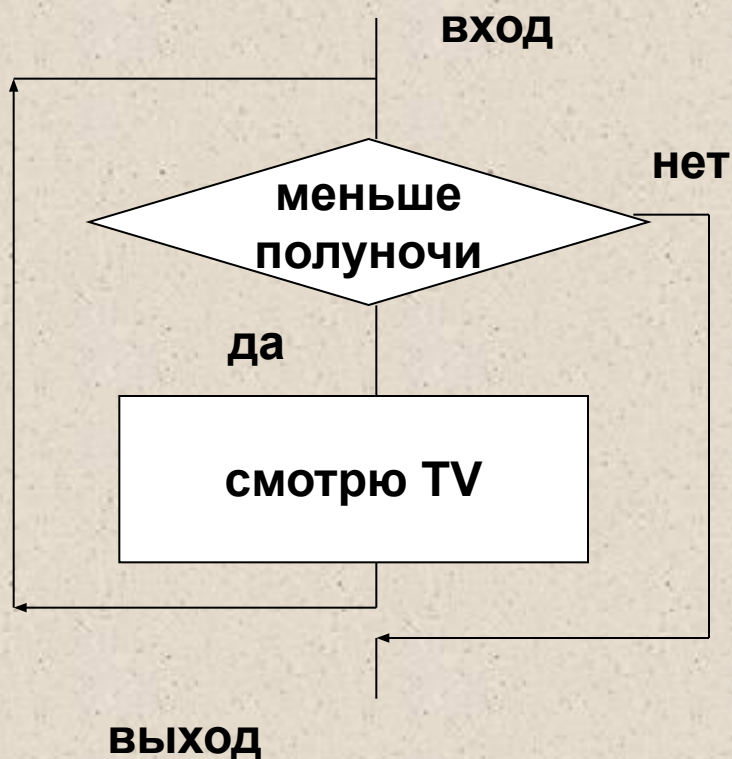 вход
нет
меньше
полуночи
да
смотрю TV
выход